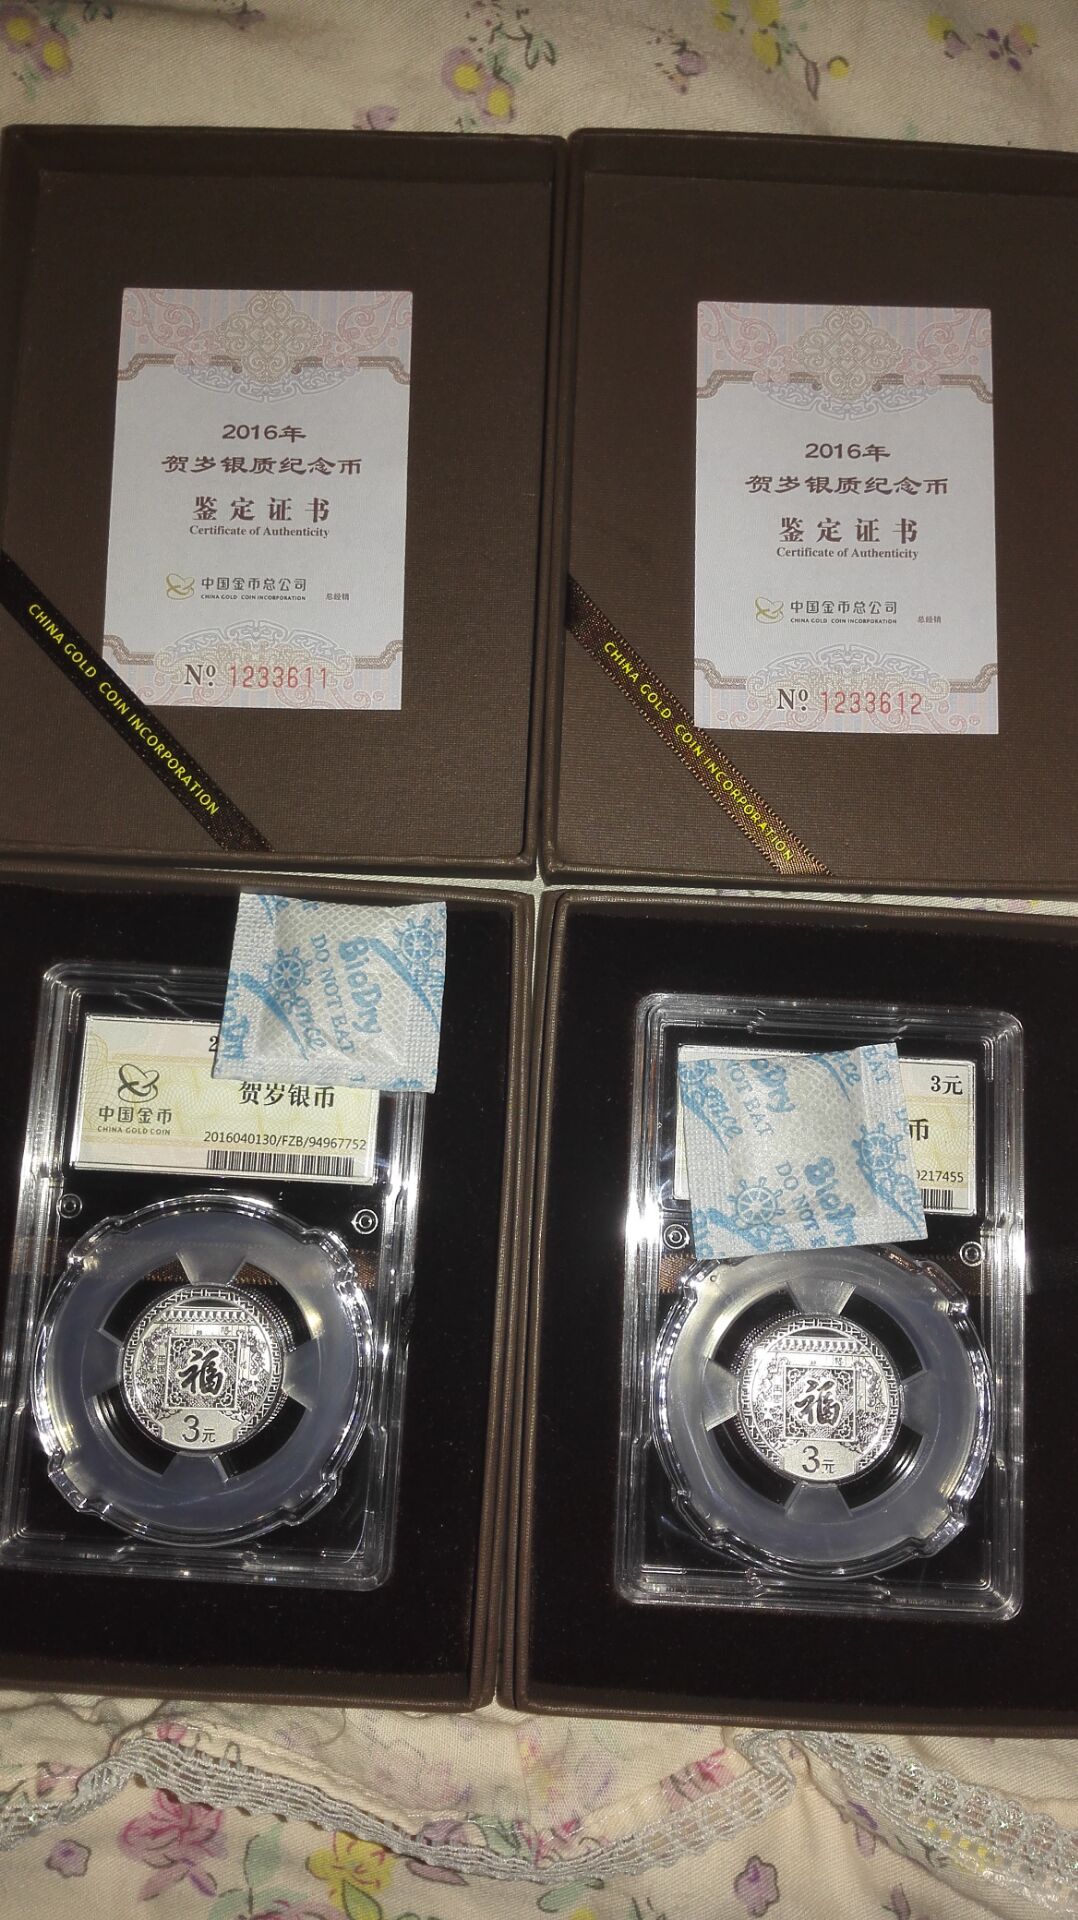 2016年
贺岁银质纪念币
鉴定证书
Certificate of Authenticity
中国金币总公司
CHINA GOLD COIN INCORPORATION
总经销
Nº 1233611
CHINA GOLD COIN INCORPORATION
2016年
贺岁银质纪念币
鉴定证书
Certificate of Authenticity
中国金币总公司
CHINA GOLD COIN INCORPORATION
总经销
Nº 1233612
CHINA GOLD COIN INCORPORATION
BioDry
DO NOT EAT
2
贺岁银币
中国金币
CHINA GOLD COIN
2016040130/FZB/94967752
福
3元
3元
币
9217455
BioDry
DO NOT
福
3元